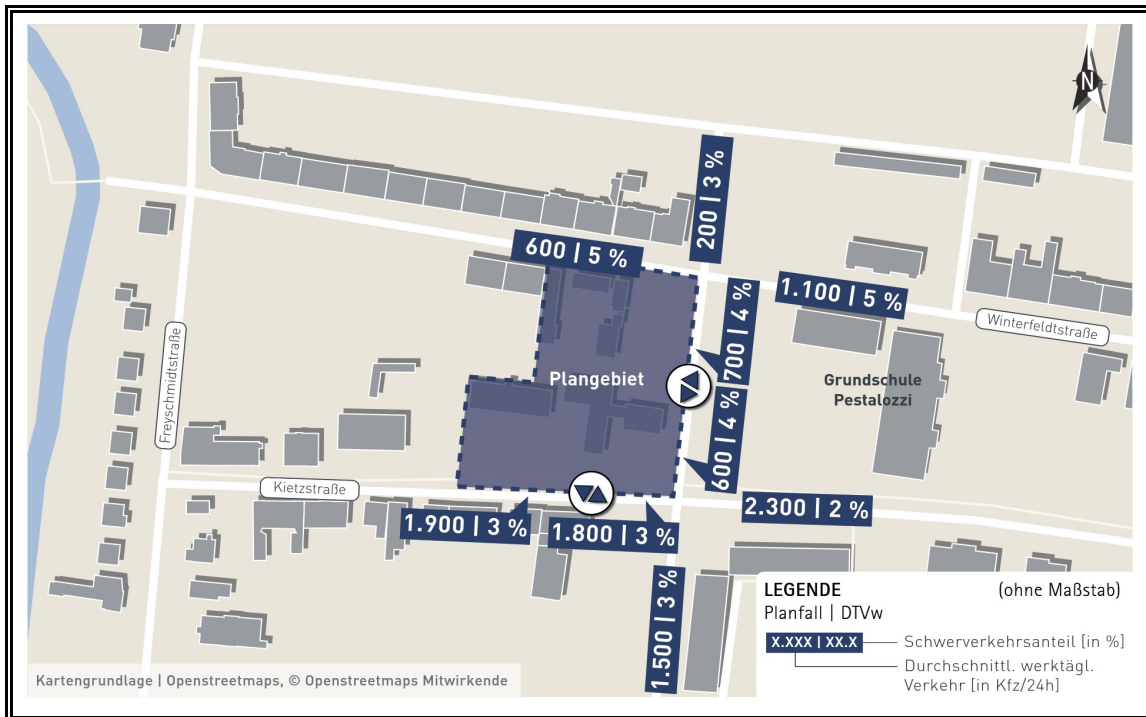 N
200 | 3 %
600 | 5 %
1.100 | 5 %
Winterfeldtstraße
700 | 4 %
Plangebiet
Grundschule
Pestalozzi
Freyschmidtstraße
600 | 4 %
Kietzstraße
2.300 | 2 %
1.900 | 3 %
1.800 | 3 %
1.500 | 3 %
LEGENDE (ohne Maßstab)
Planfall | DTVw
X.XXX | XX.X Schwerverkehrsanteil [in %]
Durchschnittl. werktägl.
Verkehr [in Kfz/24h]
Kartengrundlage | Openstreetmaps, © Openstreetmaps Mitwirkende